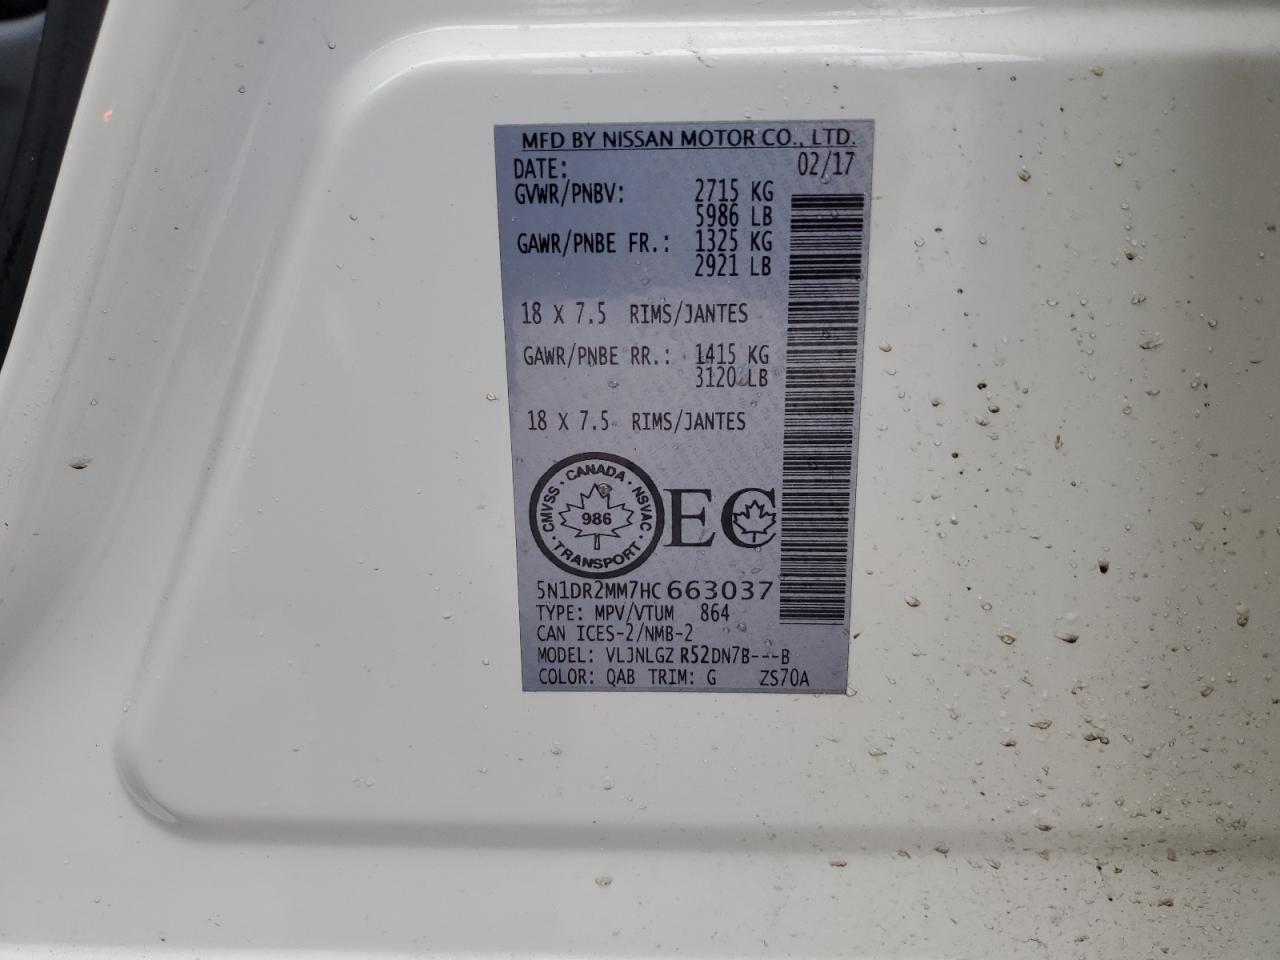 MFD BY NISSAN MOTOR CO., LTD.
DATE: 02/17
GVWR/PNBV: 2715 KG
5986 LB
GAWR/PNBE FR.: 1325 KG
2921 LB
18 X 7.5 RIMS/JANTES
GAWR/PNBE RR.: 1415 KG
3120 LB
18 X 7.5 RIMS/JANTES
CMVSS · CANADA · NSVAC · TRANSPORT ·
986
EC
5N1DR2MM7HC663037
TYPE: MPV/VTUM 864
CAN ICES-2/NMB-2
MODEL: VLJNLGZ R52DN7B---B
COLOR: QAB TRIM: G ZS70A